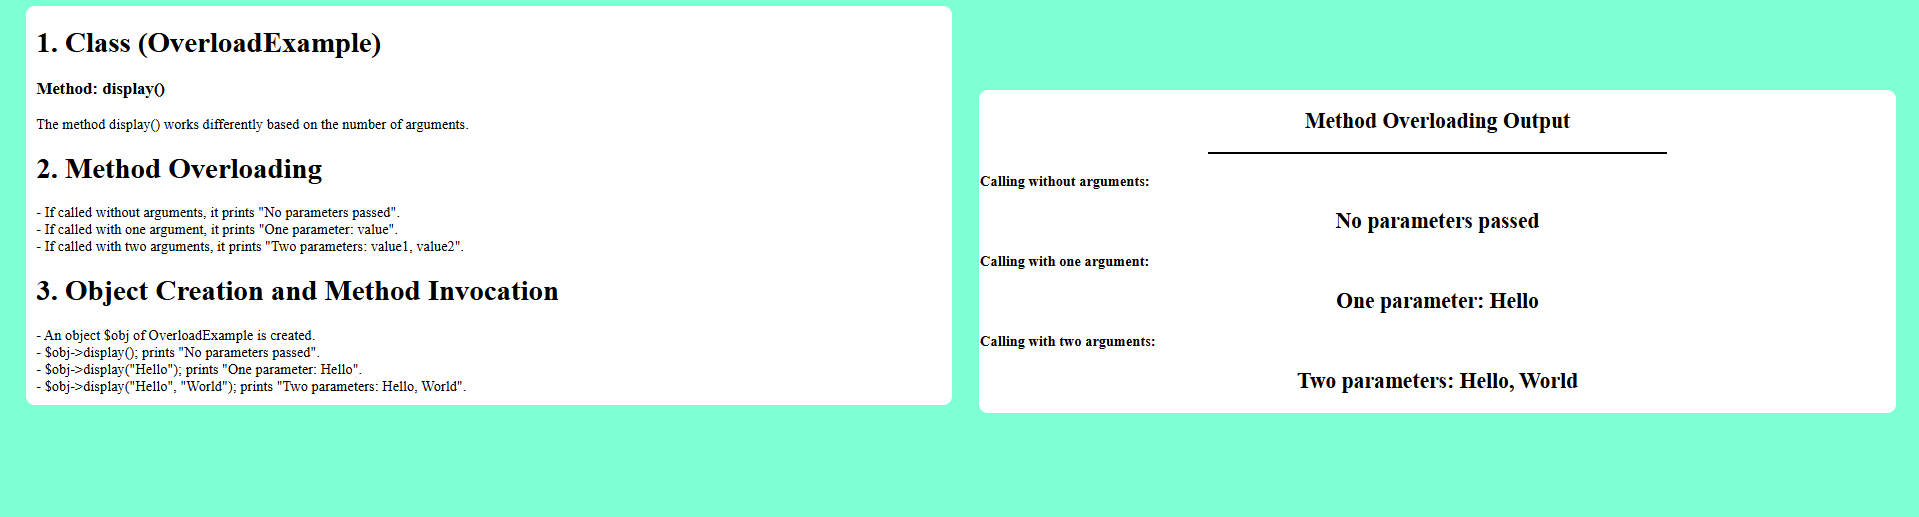 1. Class (OverloadExample)
Method: display()
The method display() works differently based on the number of arguments.
2. Method Overloading
- If called without arguments, it prints "No parameters passed".
- If called with one argument, it prints "One parameter: value".
- If called with two arguments, it prints "Two parameters: value1, value2".
3. Object Creation and Method Invocation
- An object $obj of OverloadExample is created.
- $obj->display(); prints "No parameters passed".
- $obj->display("Hello"); prints "One parameter: Hello".
- $obj->display("Hello", "World"); prints "Two parameters: Hello, World".
Method Overloading Output
Calling without arguments:
No parameters passed
Calling with one argument:
One parameter: Hello
Calling with two arguments:
Two parameters: Hello, World